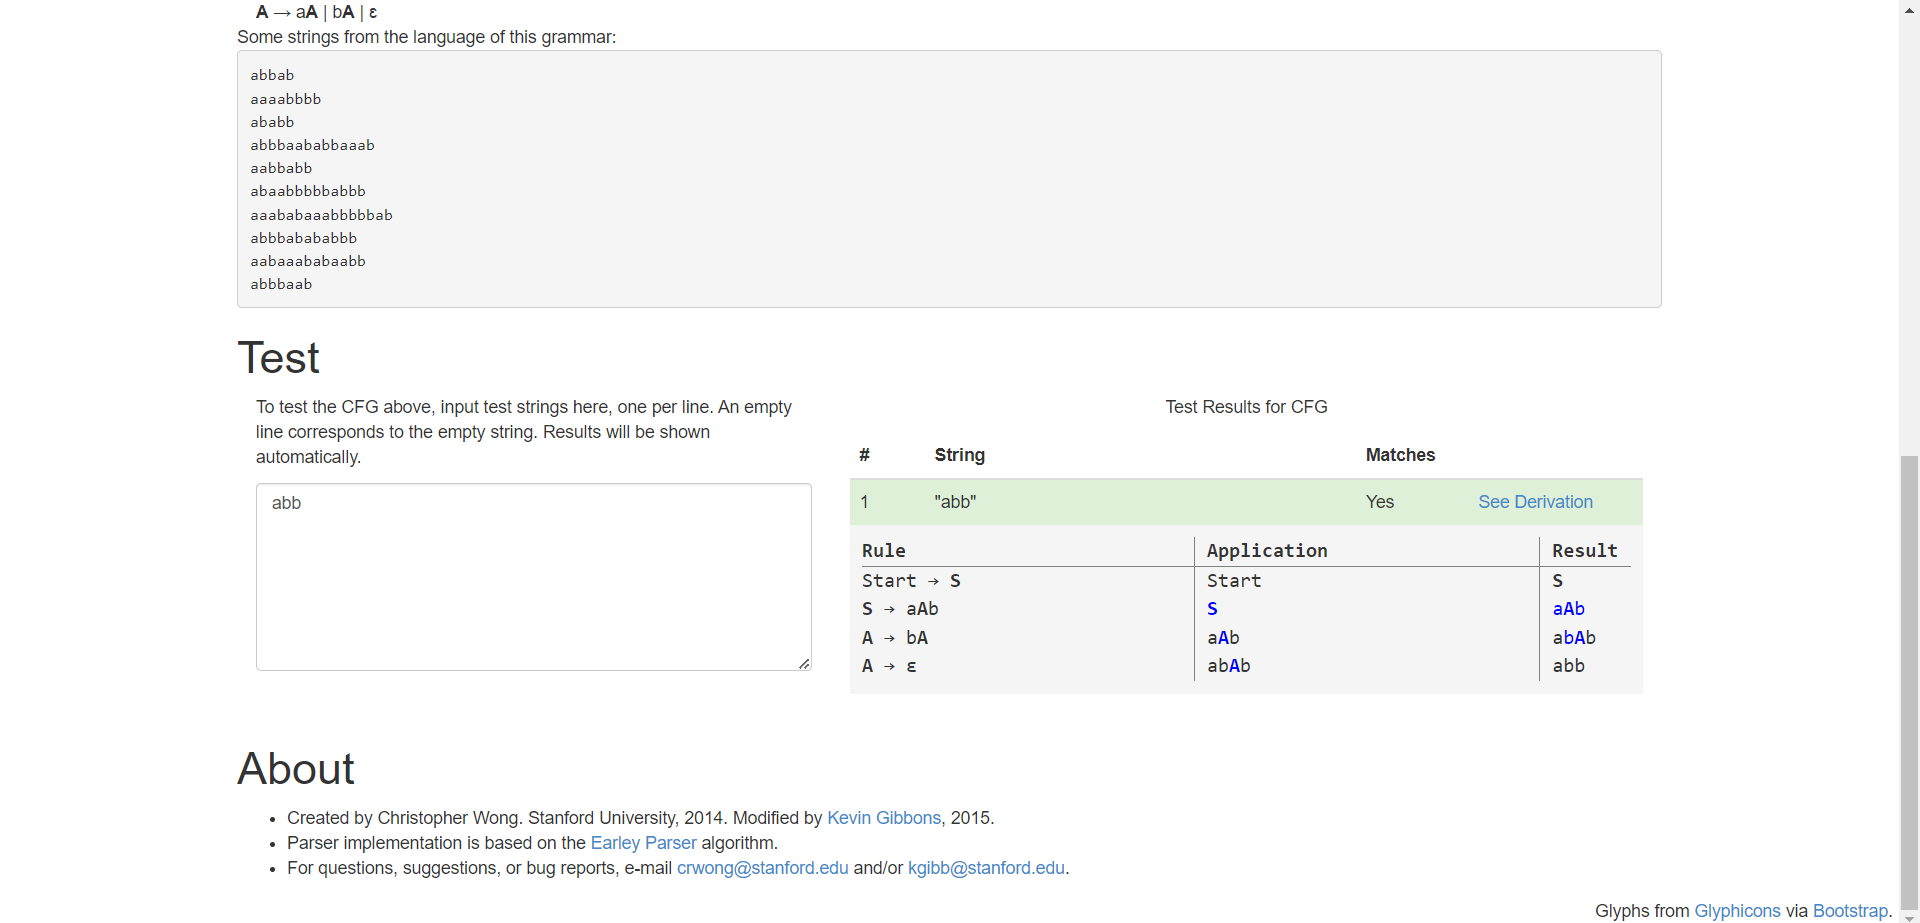 A → aA | bA | ε
Some strings from the language of this grammar:
abbab
aaaabbbb
ababb
abbbaababbaaab
aabbabb
abaabbbbbabbb
aaababaaabbbbbab
abbbabababbb
aabaaababaabb
abbbaab
Test
To test the CFG above, input test strings here, one per line. An empty
line corresponds to the empty string. Results will be shown
automatically.
abb
Test Results for CFG
# String Matches
1 "abb" Yes See Derivation
Rule Application Result
Start → S Start S
S → aAb S aAb
A → bA aAb abAb
A → ε abAb abb
About
• Created by Christopher Wong. Stanford University, 2014. Modified by Kevin Gibbons, 2015.
• Parser implementation is based on the Earley Parser algorithm.
• For questions, suggestions, or bug reports, e-mail crwong@stanford.edu and/or kgibb@stanford.edu.
Glyphs from Glyphicons via Bootstrap.